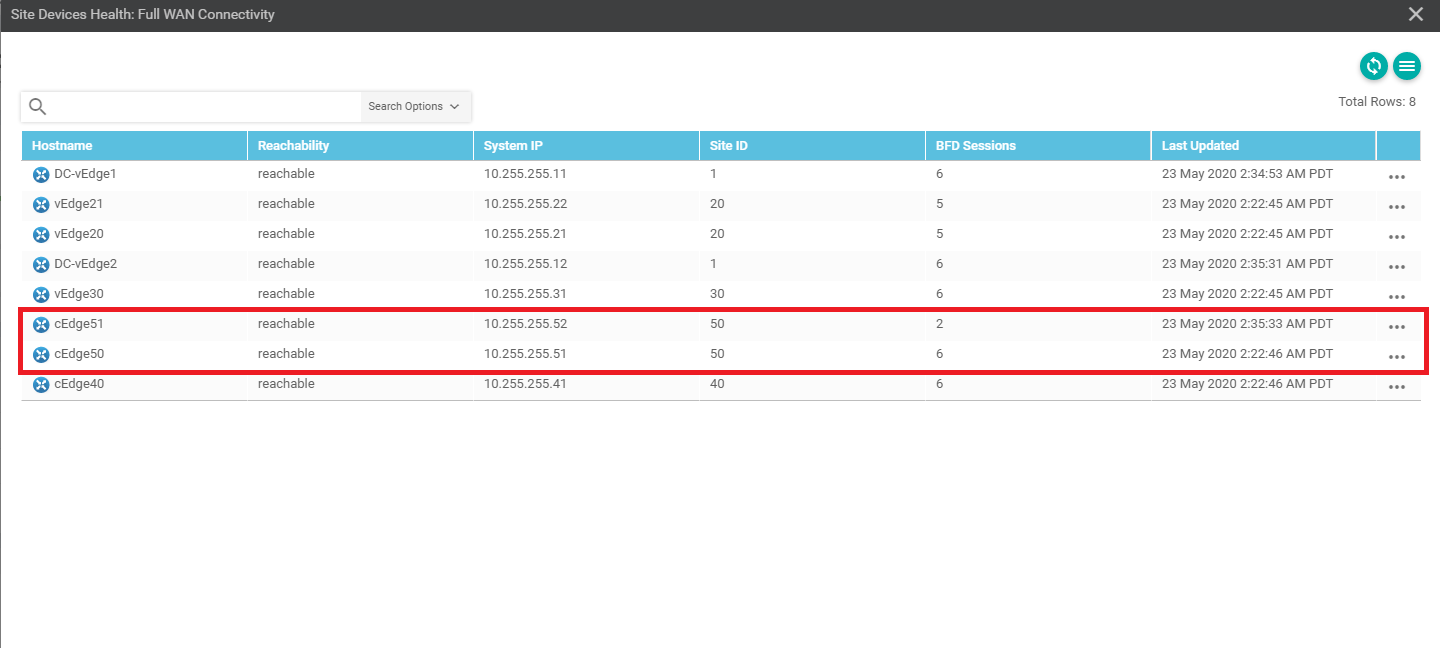 Site Devices Health: Full WAN Connectivity
Search Options
Total Rows: 8
Hostname Reachability System IP Site ID BFD Sessions Last Updated
DC-vEdge1 reachable 10.255.255.11 1 6 23 May 2020 2:34:53 AM PDT
vEdge21 reachable 10.255.255.22 20 5 23 May 2020 2:22:45 AM PDT
vEdge20 reachable 10.255.255.21 20 5 23 May 2020 2:22:45 AM PDT
DC-vEdge2 reachable 10.255.255.12 1 6 23 May 2020 2:35:31 AM PDT
vEdge30 reachable 10.255.255.31 30 6 23 May 2020 2:22:45 AM PDT
cEdge51 reachable 10.255.255.52 50 2 23 May 2020 2:35:33 AM PDT
cEdge50 reachable 10.255.255.51 50 6 23 May 2020 2:22:46 AM PDT
cEdge40 reachable 10.255.255.41 40 6 23 May 2020 2:22:46 AM PDT